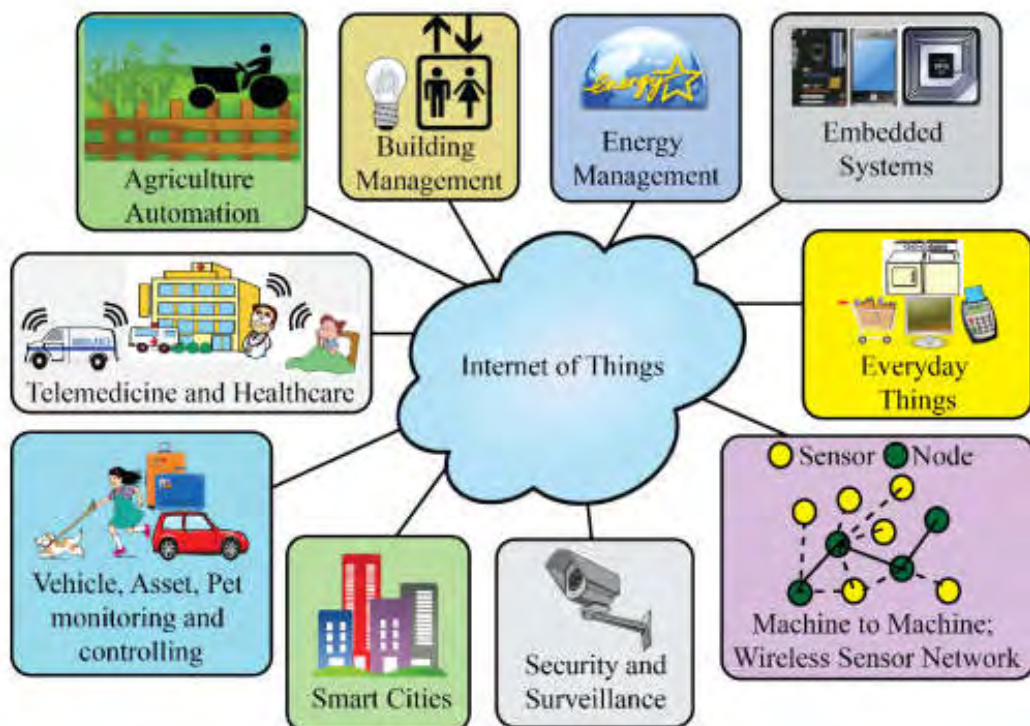 Agriculture
Automation
Building
Management
energy
Energy
Management
Embedded
Systems
Telemedicine and Healthcare
Internet of Things
Everyday
Things
Vehicle, Asset, Pet
monitoring and
controlling
Smart Cities
Security and
Surveillance
Sensor Node
Machine to Machine;
Wireless Sensor Network